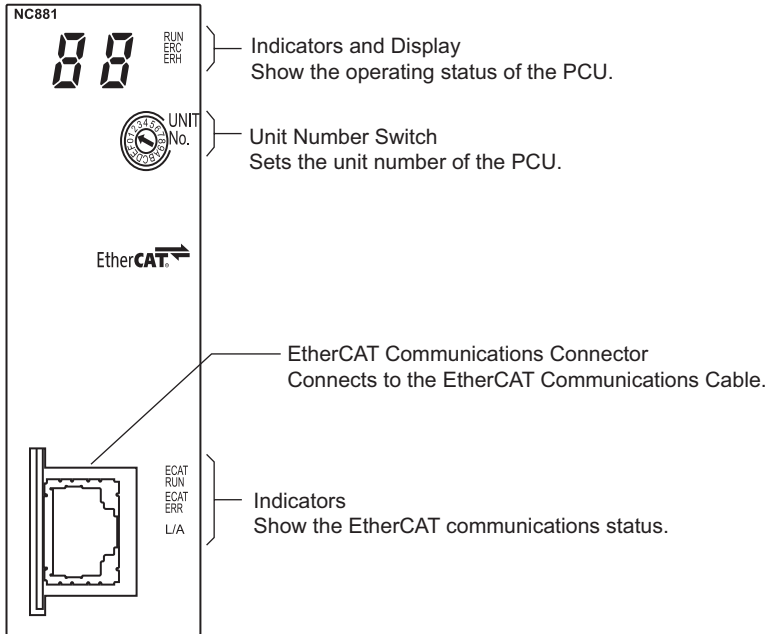 NC881
88
RUN
ERC
ERH
Indicators and Display
Show the operating status of the PCU.
UNIT
No.
0123456789ABCDEF
Unit Number Switch
Sets the unit number of the PCU.
EtherCAT®
EtherCAT Communications Connector
Connects to the EtherCAT Communications Cable.
ECAT
RUN
ECAT
ERR
L/A
Indicators
Show the EtherCAT communications status.